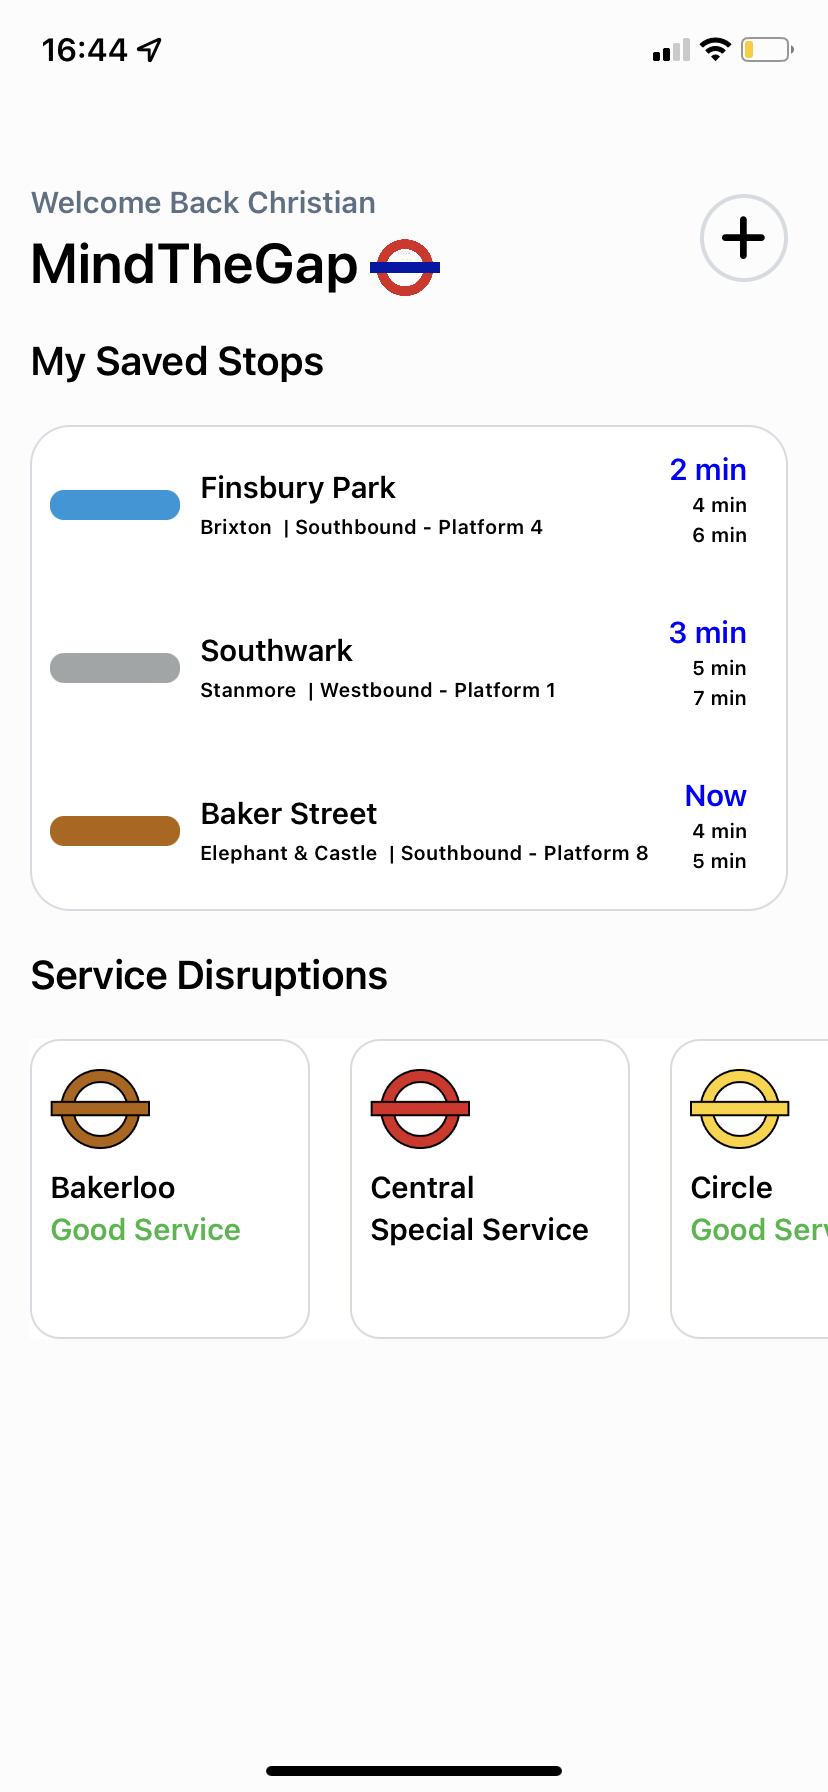 16:44
Welcome Back Christian
MindTheGap
My Saved Stops
Finsbury Park
Brixton | Southbound - Platform 4
2 min
4 min
6 min
Southwark
Stanmore | Westbound - Platform 1
3 min
5 min
7 min
Baker Street
Elephant & Castle | Southbound - Platform 8
Now
4 min
5 min
Service Disruptions
Bakerloo
Good Service
Central
Special Service
Circle
Good Serv